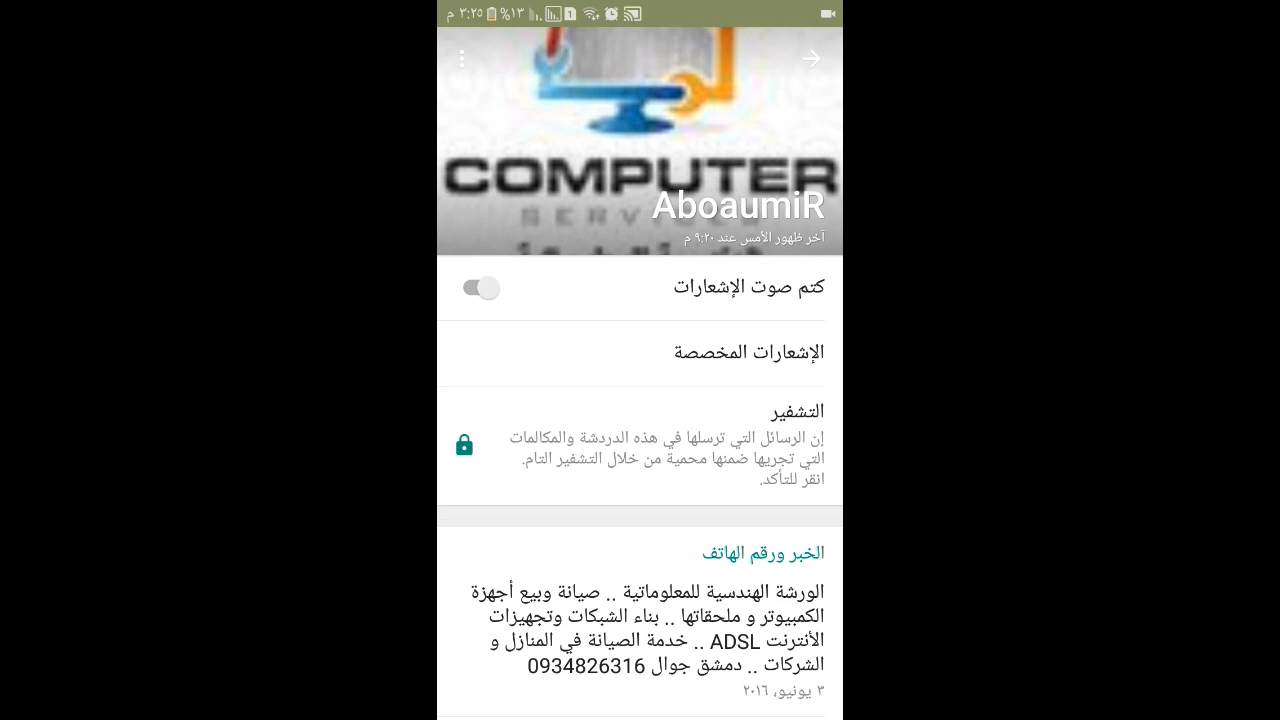 ٣:٢٥ م
%١٣
1
COMPUTER
SERV
AboaumiR
آخر ظهور الأمس عند ٩:٢٠ م
كتم صوت الإشعارات
الإشعارات المخصصة
التشفير
إن الرسائل التي ترسلها في هذه الدردشة والمكالمات
التي تجريها ضمنها محمية من خلال التشفير التام.
انقر للتأكد.
الخبر ورقم الهاتف
الورشة الهندسية للمعلوماتية .. صيانة وبيع أجهزة
الكمبيوتر و ملحقاتها .. بناء الشبكات وتجهيزات
الأنترنت ADSL .. خدمة الصيانة في المنازل و
الشركات .. دمشق جوال 0934826316
٣ يونيو، ٢٠١٦